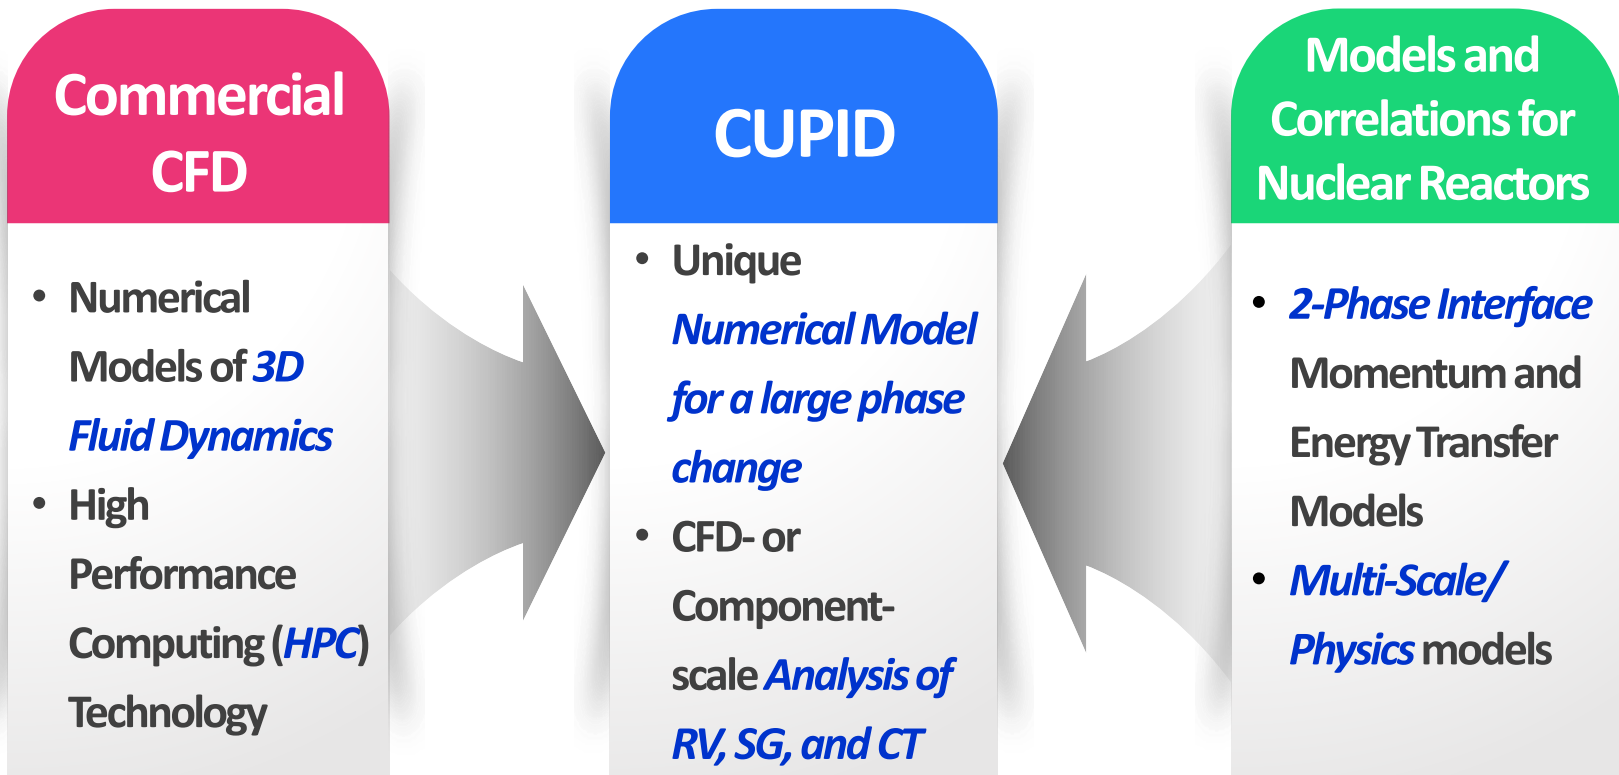 Commercial
CFD
• Numerical
Models of 3D
Fluid Dynamics
• High
Performance
Computing (HPC)
Technology
CUPID
• Unique
Numerical Model
for a large phase
change
• CFD- or
Component-
scale Analysis of
RV, SG, and CT
Models and
Correlations for
Nuclear Reactors
• 2-Phase Interface
Momentum and
Energy Transfer
Models
• Multi-Scale/
Physics models